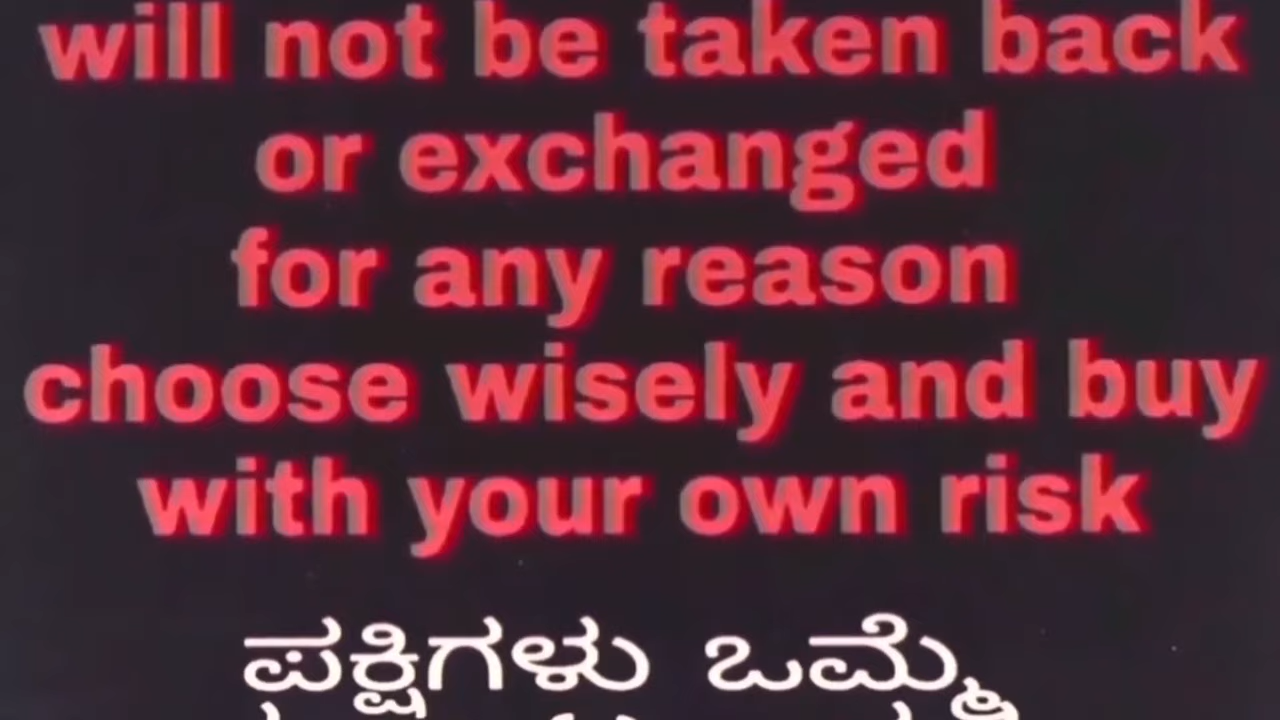 will not be taken back
or exchanged
for any reason
choose wisely and buy
with your own risk
ಪಕ್ಷಿಗಳು ಒಮ್ಮೆ